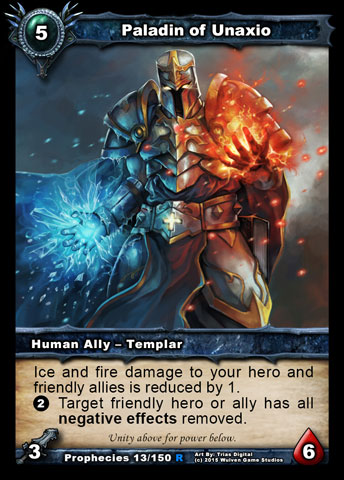 5
Paladin of Unaxio
Human Ally – Templar
Ice and fire damage to your hero and
friendly allies is reduced by 1.
2 Target friendly hero or ally has all
negative effects removed.
Unity above for power below.
3
Prophecies 13/150 R
Art By: Trias Digital
(c) 2015 Wulven Game Studios
6